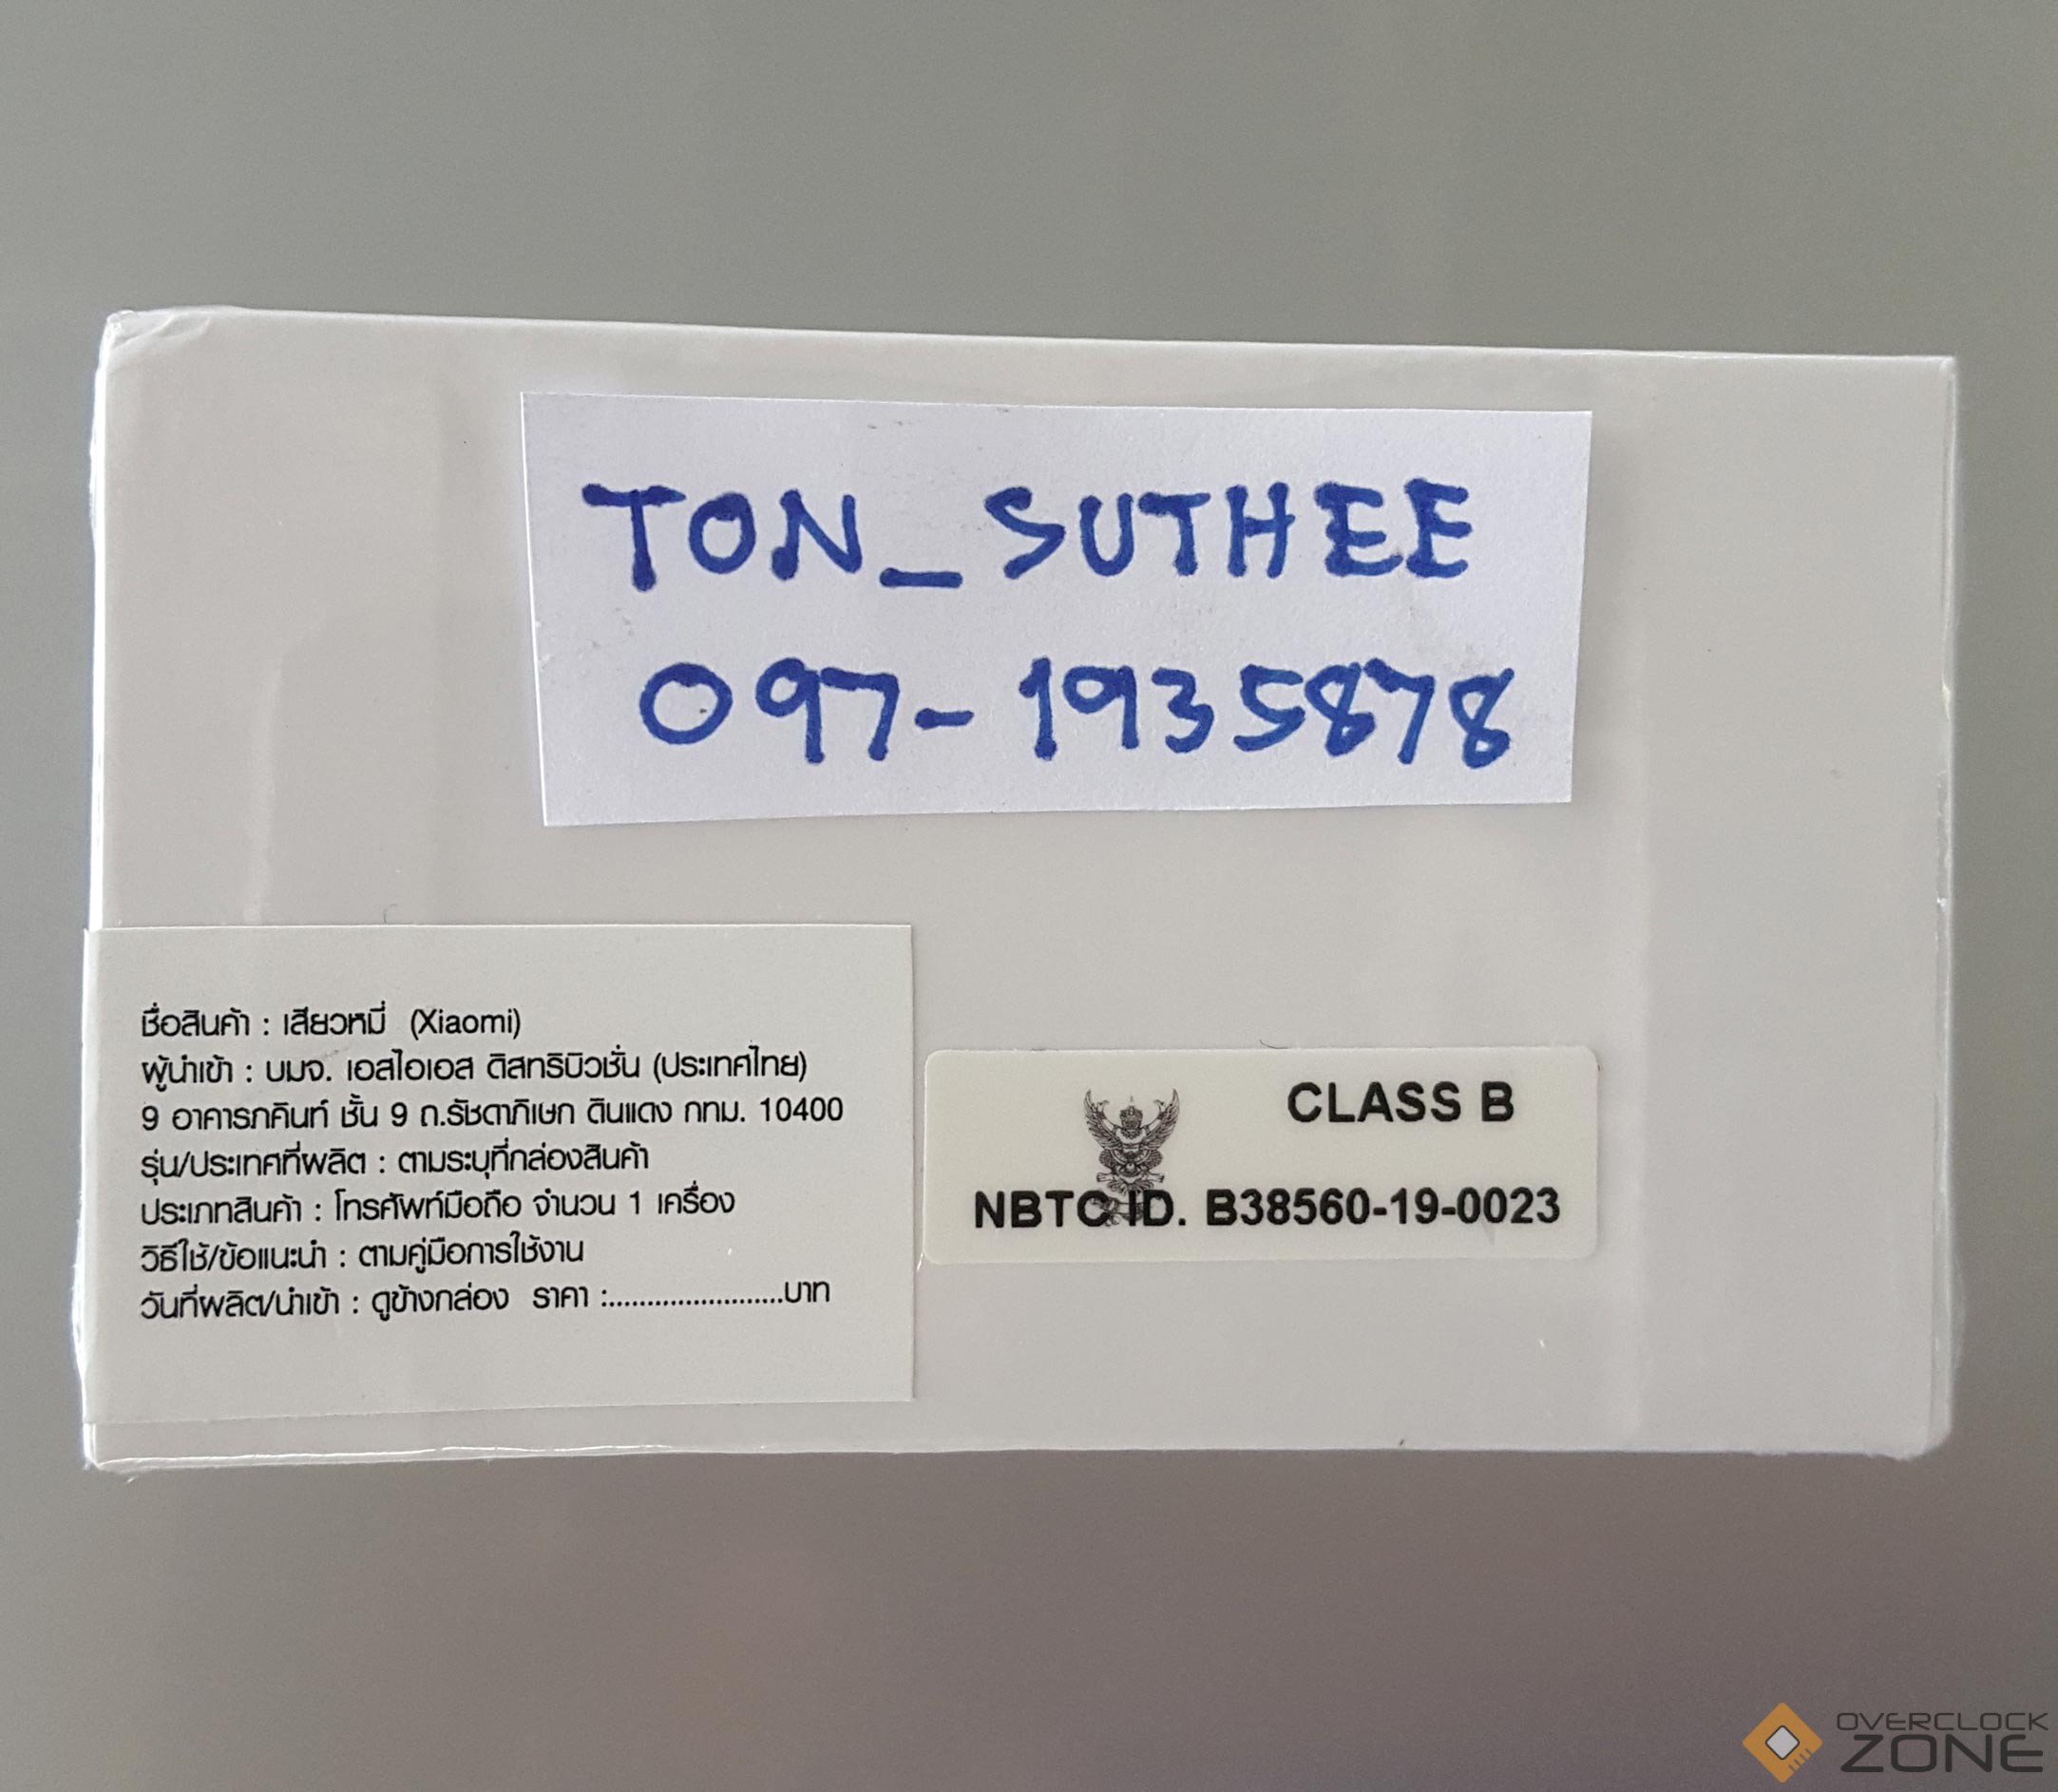 TON_SUTHEE
097-1935878
ชื่อสินค้า : เสียวหมี่ (Xiaomi)
ผู้นำเข้า : บมจ. เอสไอเอส ดิสทริบิวชั่น (ประเทศไทย)
9 อาคารภคินท์ ชั้น 9 ถ.รัชดาภิเษก ดินแดง กทม. 10400
รุ่น/ประเทศที่ผลิต : ตามระบุที่กล่องสินค้า
ประเภทสินค้า : โทรศัพท์มือถือ จำนวน 1 เครื่อง
วิธีใช้/ข้อแนะนำ : ตามคู่มือการใช้งาน
วันที่ผลิต/นำเข้า : ดูข้างกล่อง ราคา :.......................บาท
CLASS B
NBTC ID. B38560-19-0023
OVERCLOCK
ZONE